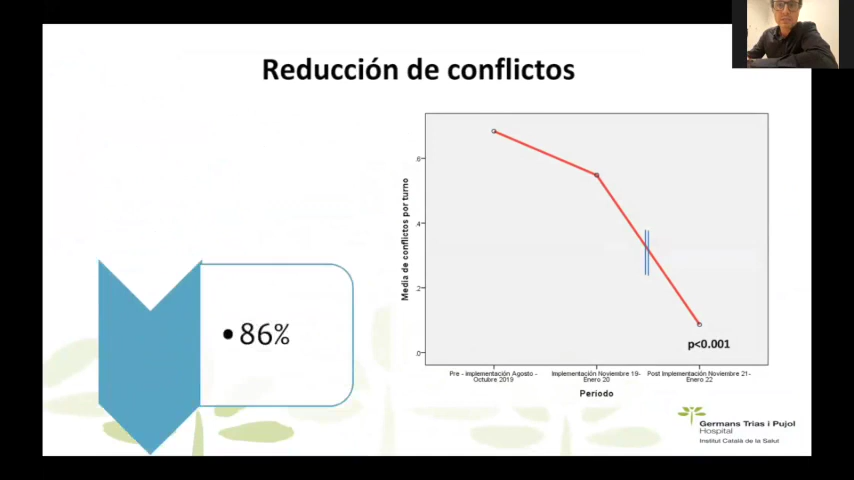 Reducción de conflictos
• 86%
Media de conflictos por turno
.6
.4
.2
.0
p<0.001
Pre - implementación Agosto -
Octubre 2019
Implementación Noviembre 19-
Enero 20
Post Implementación Noviembre 21-
Enero 22
Periodo
Germans Trias i Pujol
Hospital
Institut Català de la Salut